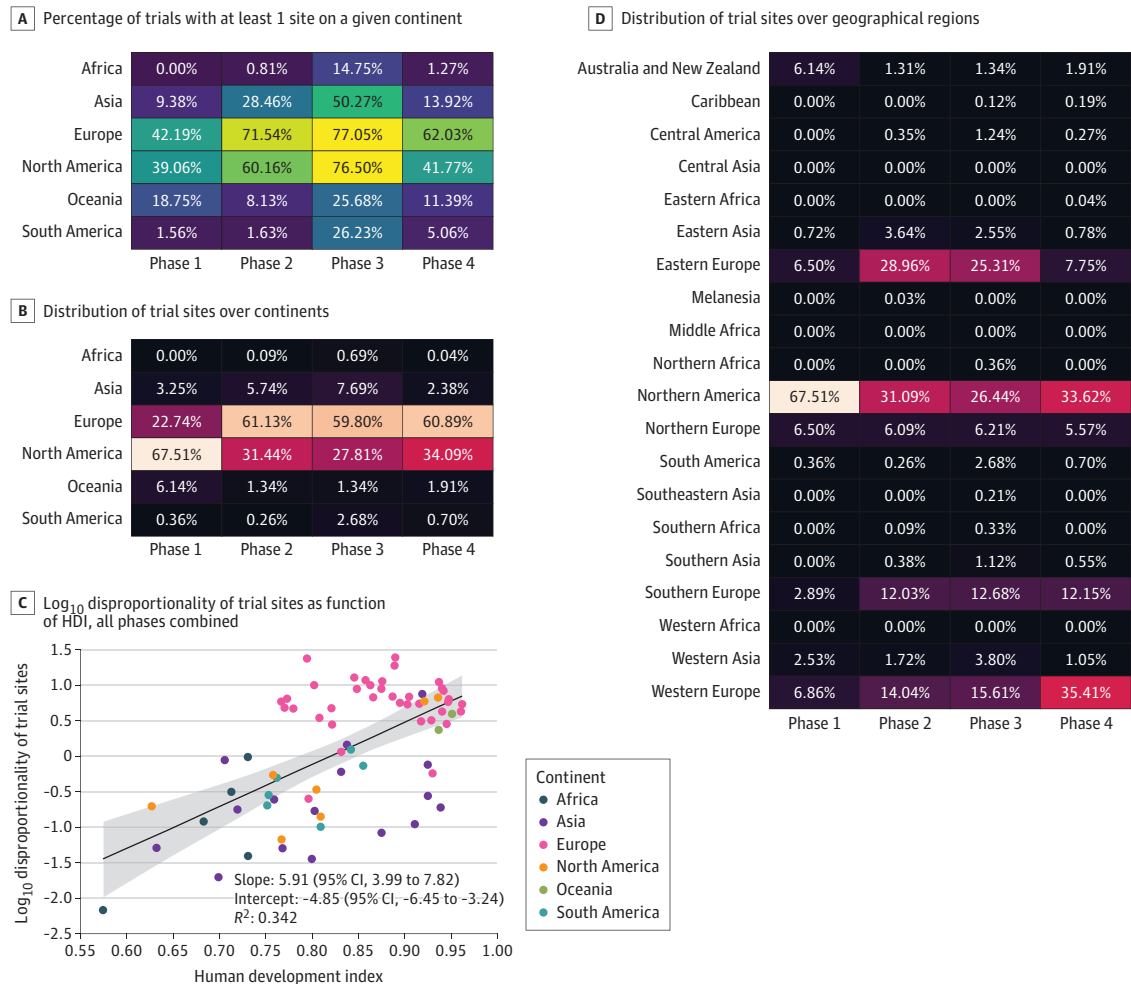 A Percentage of trials with at least 1 site on a given continent
Africa 0.00% 0.81% 14.75% 1.27%
Asia 9.38% 28.46% 50.27% 13.92%
Europe 42.19% 71.54% 77.05% 62.03%
North America 39.06% 60.16% 76.50% 41.77%
Oceania 18.75% 8.13% 25.68% 11.39%
South America 1.56% 1.63% 26.23% 5.06%
Phase 1 Phase 2 Phase 3 Phase 4
B Distribution of trial sites over continents
Africa 0.00% 0.09% 0.69% 0.04%
Asia 3.25% 5.74% 7.69% 2.38%
Europe 22.74% 61.13% 59.80% 60.89%
North America 67.51% 31.44% 27.81% 34.09%
Oceania 6.14% 1.34% 1.34% 1.91%
South America 0.36% 0.26% 2.68% 0.70%
Phase 1 Phase 2 Phase 3 Phase 4
C Log10 disproportionality of trial sites as function
of HDI, all phases combined
Log10 disproportionality of trial sites
1.5
1.0
0.5
0
-0.5
-1.0
-1.5
-2.0
-2.5
Slope: 5.91 (95% CI, 3.99 to 7.82)
Intercept: -4.85 (95% CI, -6.45 to -3.24)
R2: 0.342
0.55 0.60 0.65 0.70 0.75 0.80 0.85 0.90 0.95 1.00
Human development index
Continent
Africa
Asia
Europe
North America
Oceania
South America
D Distribution of trial sites over geographical regions
Australia and New Zealand 6.14% 1.31% 1.34% 1.91%
Caribbean 0.00% 0.00% 0.12% 0.19%
Central America 0.00% 0.35% 1.24% 0.27%
Central Asia 0.00% 0.00% 0.00% 0.00%
Eastern Africa 0.00% 0.00% 0.00% 0.04%
Eastern Asia 0.72% 3.64% 2.55% 0.78%
Eastern Europe 6.50% 28.96% 25.31% 7.75%
Melanesia 0.00% 0.03% 0.00% 0.00%
Middle Africa 0.00% 0.00% 0.00% 0.00%
Northern Africa 0.00% 0.00% 0.36% 0.00%
Northern America 67.51% 31.09% 26.44% 33.62%
Northern Europe 6.50% 6.09% 6.21% 5.57%
South America 0.36% 0.26% 2.68% 0.70%
Southeastern Asia 0.00% 0.00% 0.21% 0.00%
Southern Africa 0.00% 0.09% 0.33% 0.00%
Southern Asia 0.00% 0.38% 1.12% 0.55%
Southern Europe 2.89% 12.03% 12.68% 12.15%
Western Africa 0.00% 0.00% 0.00% 0.00%
Western Asia 2.53% 1.72% 3.80% 1.05%
Western Europe 6.86% 14.04% 15.61% 35.41%
Phase 1 Phase 2 Phase 3 Phase 4